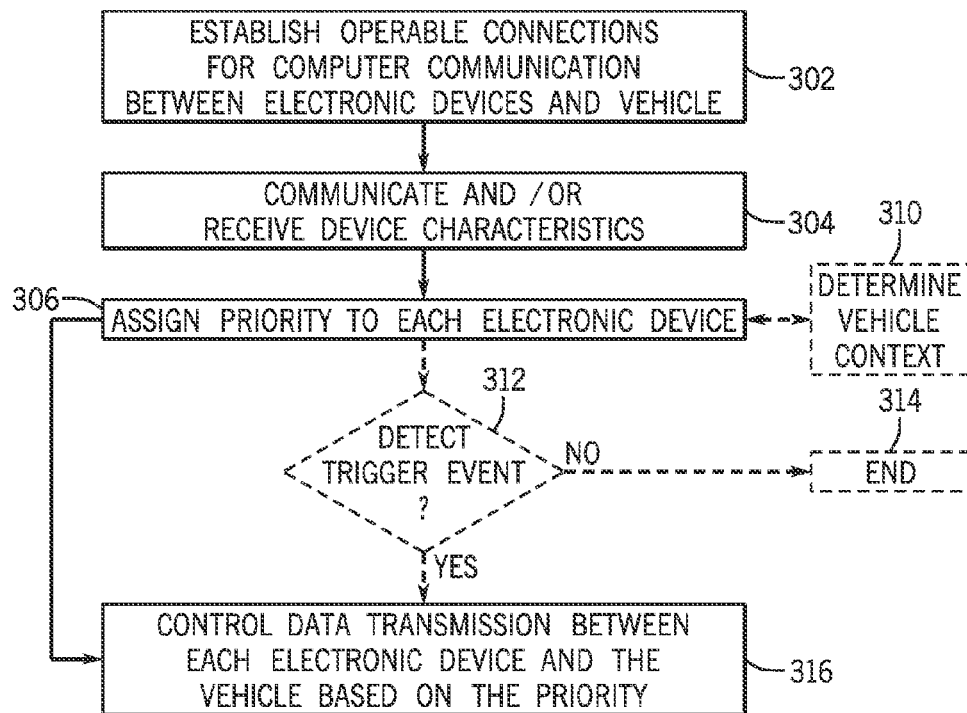 ESTABLISH OPERABLE CONNECTIONS
FOR COMPUTER COMMUNICATION
BETWEEN ELECTRONIC DEVICES AND VEHICLE
302
COMMUNICATE AND /OR
RECEIVE DEVICE CHARACTERISTICS
304
310
DETERMINE
VEHICLE
CONTEXT
306
ASSIGN PRIORITY TO EACH ELECTRONIC DEVICE
312
DETECT
TRIGGER EVENT
?
NO
314
END
YES
CONTROL DATA TRANSMISSION BETWEEN
EACH ELECTRONIC DEVICE AND THE
VEHICLE BASED ON THE PRIORITY
316